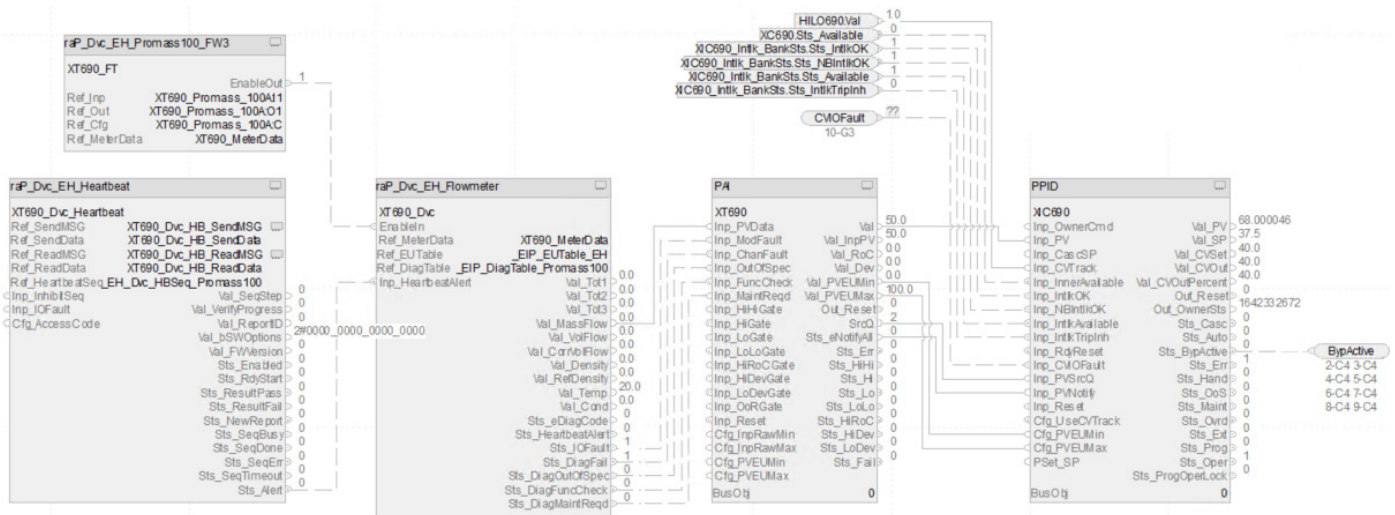 raP_Dvc_EH_Promass100_FW3
XT690_FT
EnableOut
1
Ref_Inp XT690_Promass_100A:I1
Ref_Out XT690_Promass_100A:O1
Ref_Cfg XT690_Promass_100A:C
Ref_MeterData XT690_MeterData
raP_Dvc_EH_Heartbeat
XT690_Dvc_Heartbeat
Ref_SendMSG XT690_Dvc_HB_SendMSG
Ref_SendData XT690_Dvc_HB_SendData
Ref_ReadMSG XT690_Dvc_HB_ReadMSG
Ref_ReadData XT690_Dvc_HB_ReadData
Ref_HeartbeatSeq _EH_Dvc_HBSeq_Promass100
Inp_InhibitSeq Val_SeqStep 0
Inp_IOFault Val_VerifyProgress 0
Cfg_AccessCode Val_ReportID 0
Val_bSWOptions 2#0000_0000_0000_0000
Val_FWVersion 0
Sts_Enabled 0
Sts_RdyStart 0
Sts_ResultPass 0
Sts_ResultFail 0
Sts_NewReport 0
Sts_SeqBusy 0
Sts_SeqDone 0
Sts_SeqErr 0
Sts_SeqTimeout 0
Sts_Alert 0
raP_Dvc_EH_Flowmeter
XT690_Dvc
EnableIn
Ref_MeterData XT690_MeterData
Ref_EUTable _EIP_EUTable_EH
Ref_DiagTable _EIP_DiagTable_Promass100
Inp_HeartbeatAlert Val_Tot1 0.0
Val_Tot2 0.0
Val_Tot3 0.0
Val_MassFlow 0.0
Val_VolFlow 0.0
Val_CorrVolFlow 0.0
Val_Density 0.0
Val_RefDensity 0.0
Val_Temp 20.0
Val_Cond 0.0
Sts_eDiagCode 0
Sts_HeartbeatAlert 0
Sts_IOFault 1
Sts_DiagFail 0
Sts_DiagOutOfSpec 0
Sts_DiagFuncCheck 0
Sts_DiagMaintReqd 0
HILO690.Val 1.0
XC690.Sts_Available 0
XIC690_Intlk_BankSts.Sts_IntlkOK 1
XIC690_Intlk_BankSts.Sts_NBIntlkOK 1
XIC690_Intlk_BankSts.Sts_Available 1
XIC690_Intlk_BankSts.Sts_IntlkTripInh 0
CVIOFault ??
10-G3
PAI
XT690
Inp_PVData Val 50.0
Inp_ModFault Val_InpPV 50.0
Inp_ChanFault Val_RoC 0.0
Inp_OutOfSpec Val_Dev 0.0
Inp_FuncCheck Val_PVEUMin 0.0
Inp_MaintReqd Val_PVEUMax 100.0
Inp_HiHiGate Out_Reset 0
Inp_HiGate SrcQ 2
Inp_LoGate Sts_eNotifyAll 0
Inp_LoLoGate Sts_Err 0
Inp_HiRoCGate Sts_HiHi 0
Inp_HiDevGate Sts_Hi 0
Inp_LoDevGate Sts_Lo 0
Inp_OoRGate Sts_LoLo 0
Inp_Reset Sts_HiRoC 0
Cfg_InpRawMin Sts_HiDev 0
Cfg_InpRawMax Sts_LoDev 0
Cfg_PVEUMin Sts_Fail 0
Cfg_PVEUMax
BusObj 0
PPID
XIC690
Inp_OwnerCmd Val_PV 68.000046
Inp_PV Val_SP 37.5
Inp_CascSP Val_CVSet 40.0
Inp_CVTrack Val_CVOut 40.0
Inp_InnerAvailable Val_CVOutPercent 40.0
Inp_IntlkOK Out_Reset 0
Inp_NBIntlkOK Out_OwnerSts 1642332672
Inp_IntlkAvailable Sts_Casc 0
Inp_IntlkTripInh Sts_Auto 0
Inp_RdyReset Sts_BypActive
Inp_CVIOFault Sts_Err 1
Inp_PVSrcQ Sts_Hand 0
Inp_PVNotify Sts_OoS 0
Inp_Reset Sts_Maint 0
Cfg_UseCVTrack Sts_Ovrd 0
Cfg_PVEUMin Sts_Ext 0
Cfg_PVEUMax Sts_Prog 0
PSet_SP Sts_Oper 1
Sts_ProgOperLock 0
BusObj 0
BypActive
2-C4 3-C4
4-C4 5-C4
6-C4 7-C4
8-C4 9-C4